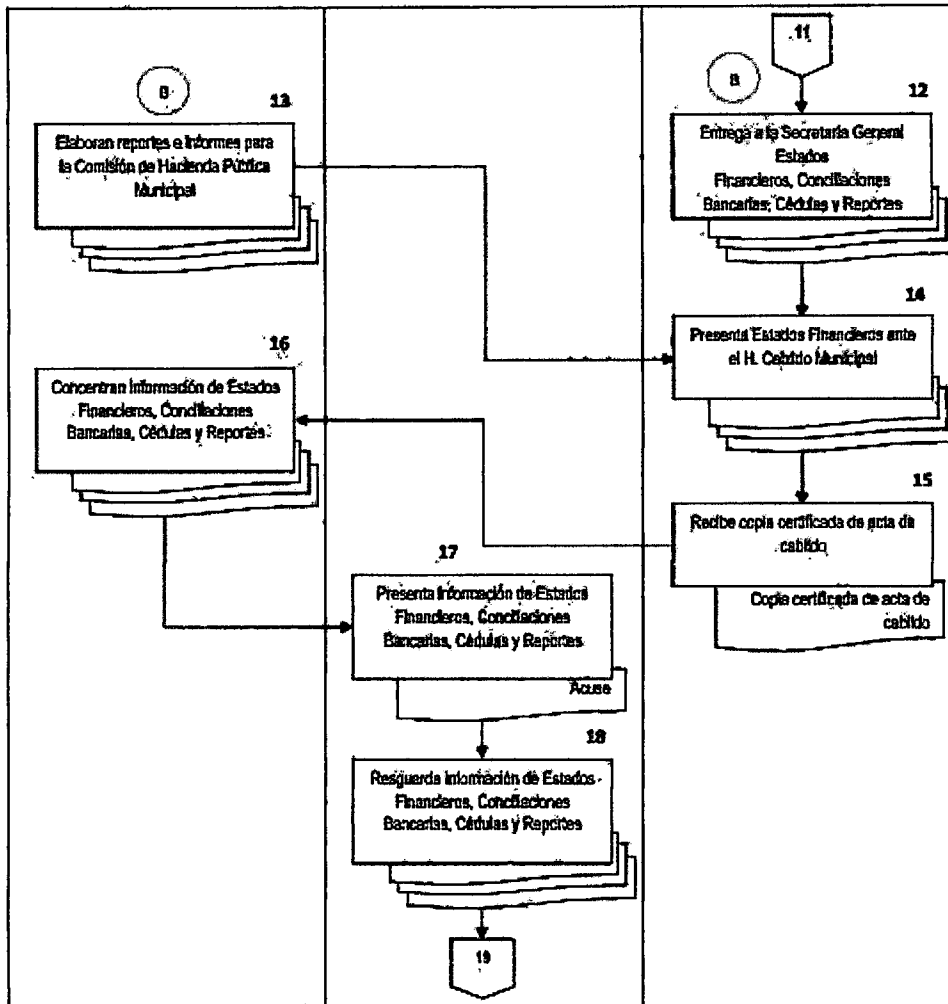 11
B
13
Elaboran reportes e Informes para
la Comisión de Hacienda Pública
Municipal
B
12
Entrega a la Secretaría General
Estados
Financieros, Conciliaciones
Bancarias, Cédulas y Reportes
14
Presenta Estados Financieros ante
el H. Cabildo Municipal
16
Concentran Información de Estados
Financieros, Conciliaciones
Bancarias, Cédulas y Reportes
15
Recibe copia certificada de acta de
cabildo
Copia certificada de acta de
cabildo
17
Presenta Información de Estados
Financieros, Conciliaciones
Bancarias, Cédulas y Reportes
Acuse
18
Resguarda Información de Estados
Financieros, Conciliaciones
Bancarias, Cédulas y Reportes
19